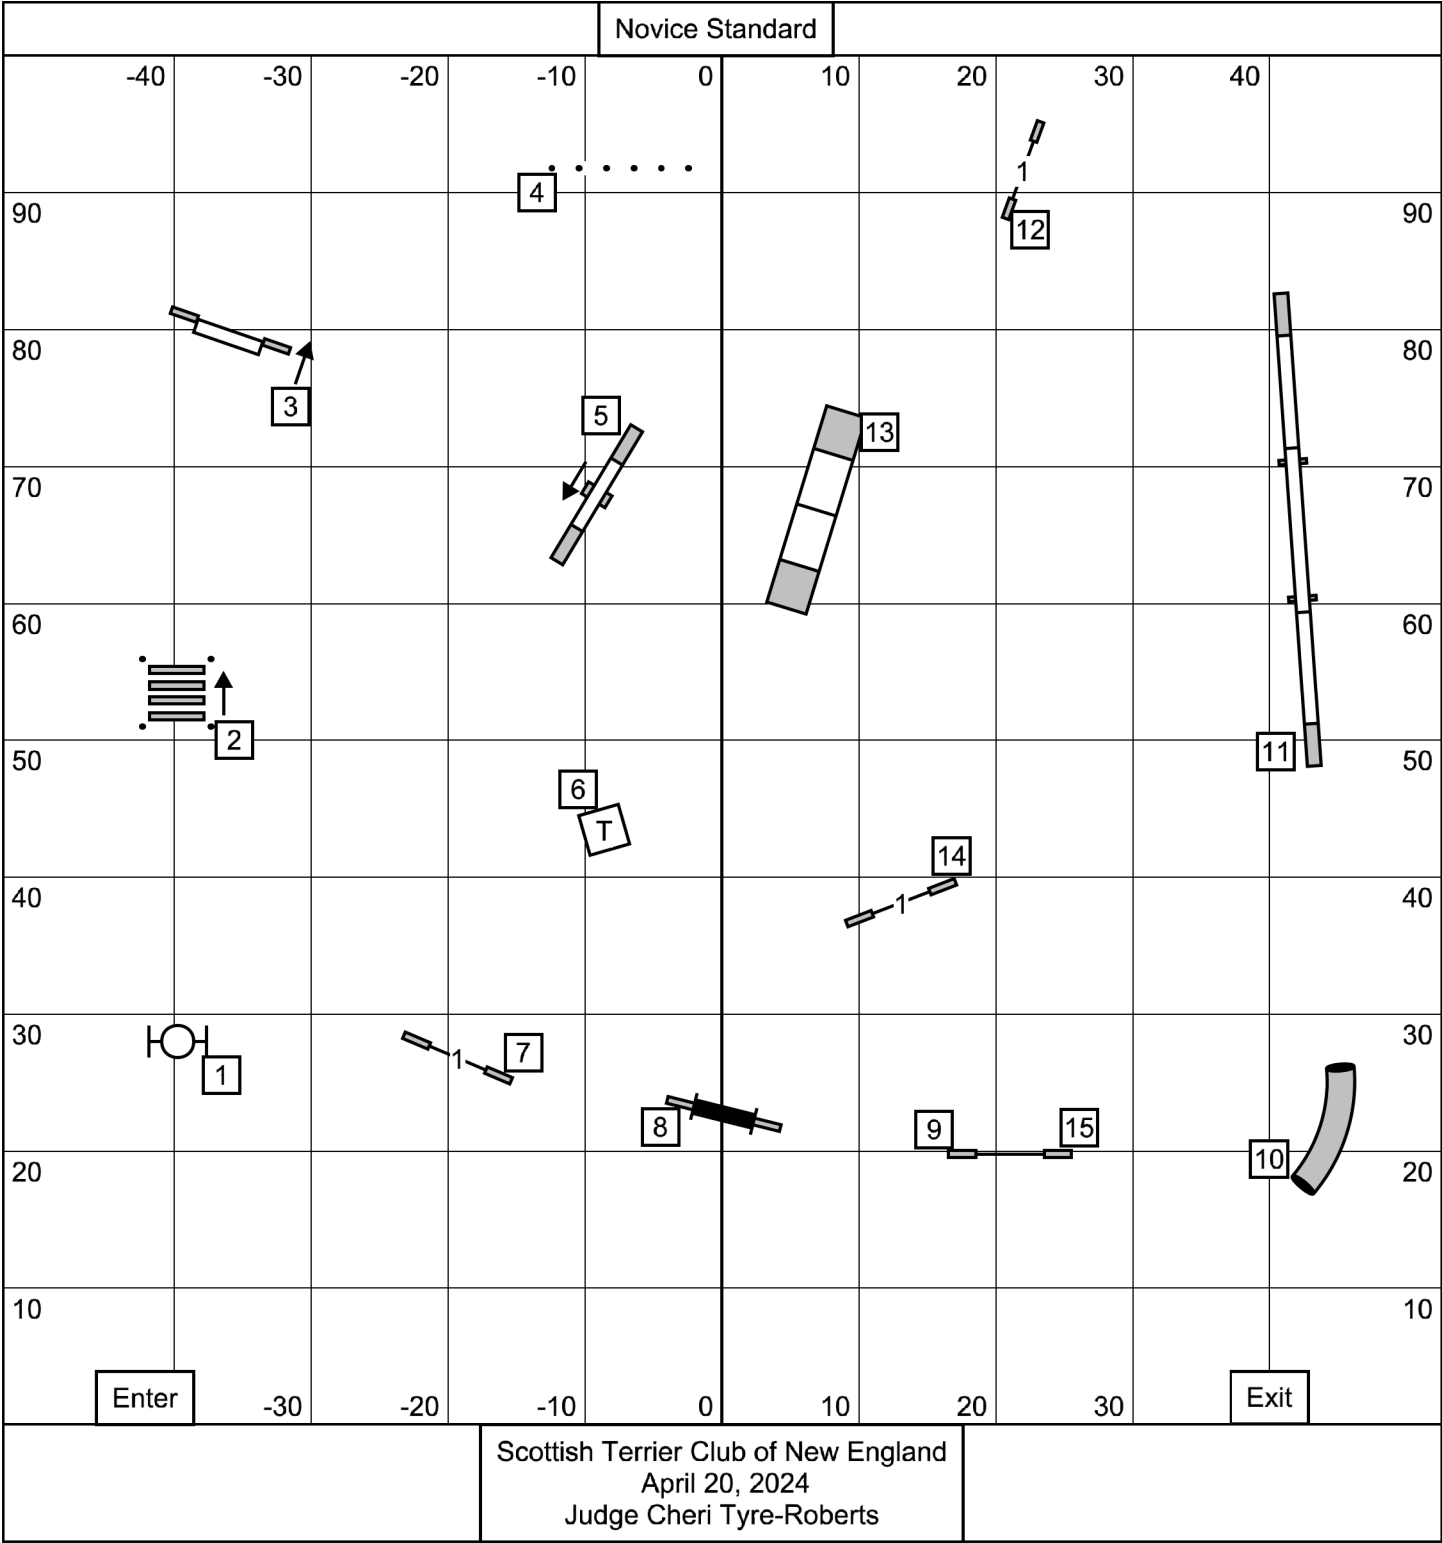 Novice Standard
-40 -30 -20 -10 0 10 20 30 40
1
4
90 12 90
80 80
3
5
13
70 70
60 60
2
11
50 50
6
T
14
40 1 40
30 30
1 7
1
8 9 15
10
20 20
10 10
Enter -30 -20 -10 0 10 20 30 Exit
Scottish Terrier Club of New England
April 20, 2024
Judge Cheri Tyre-Roberts